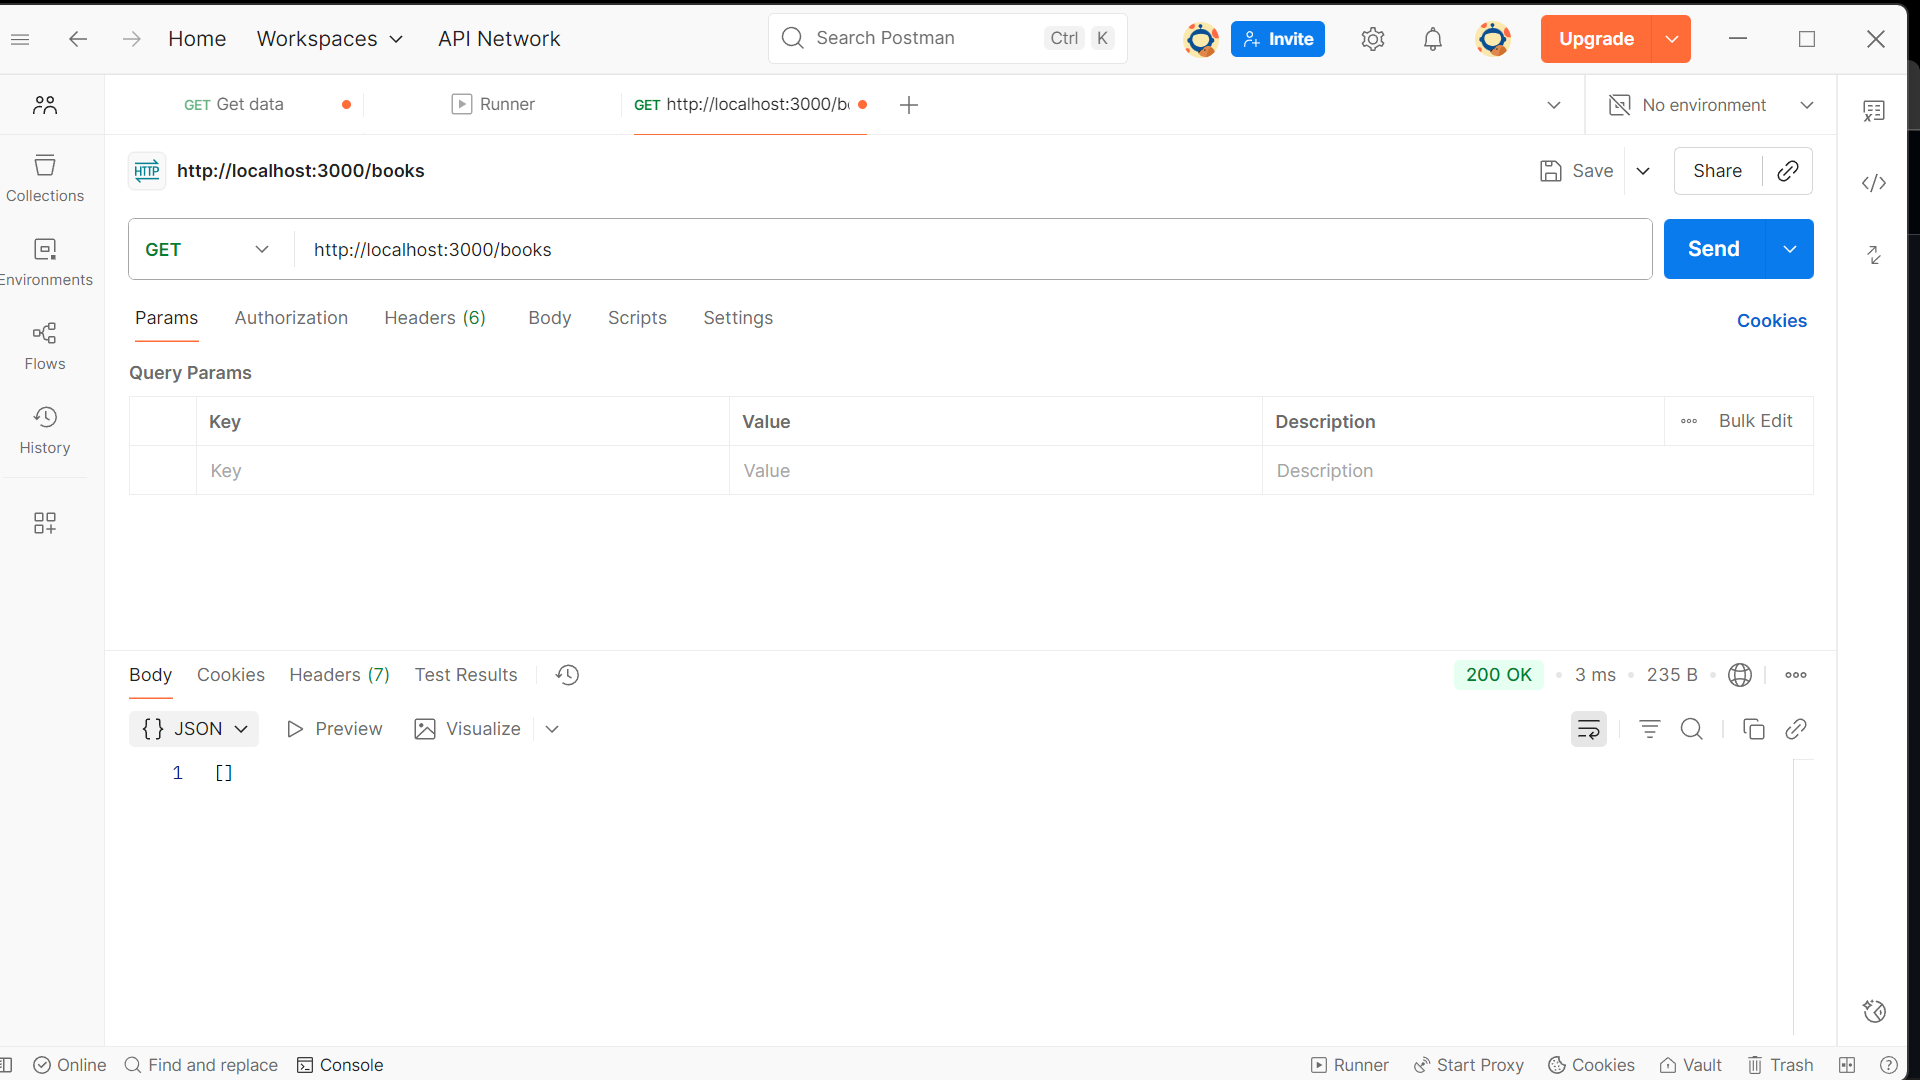 Home Workspaces API Network Search Postman Ctrl K Invite Upgrade
GET Get data Runner GET http://localhost:3000/b No environment
HTTP http://localhost:3000/books Save Share
Collections
GET http://localhost:3000/books Send
Environments
Params Authorization Headers (6) Body Scripts Settings Cookies
Flows
Query Params
Key Value Description Bulk Edit
History
Key Value Description
Body Cookies Headers (7) Test Results 200 OK • 3 ms • 235 B •
{} JSON Preview Visualize
1 []
Online Find and replace Console Runner Start Proxy Cookies Vault Trash